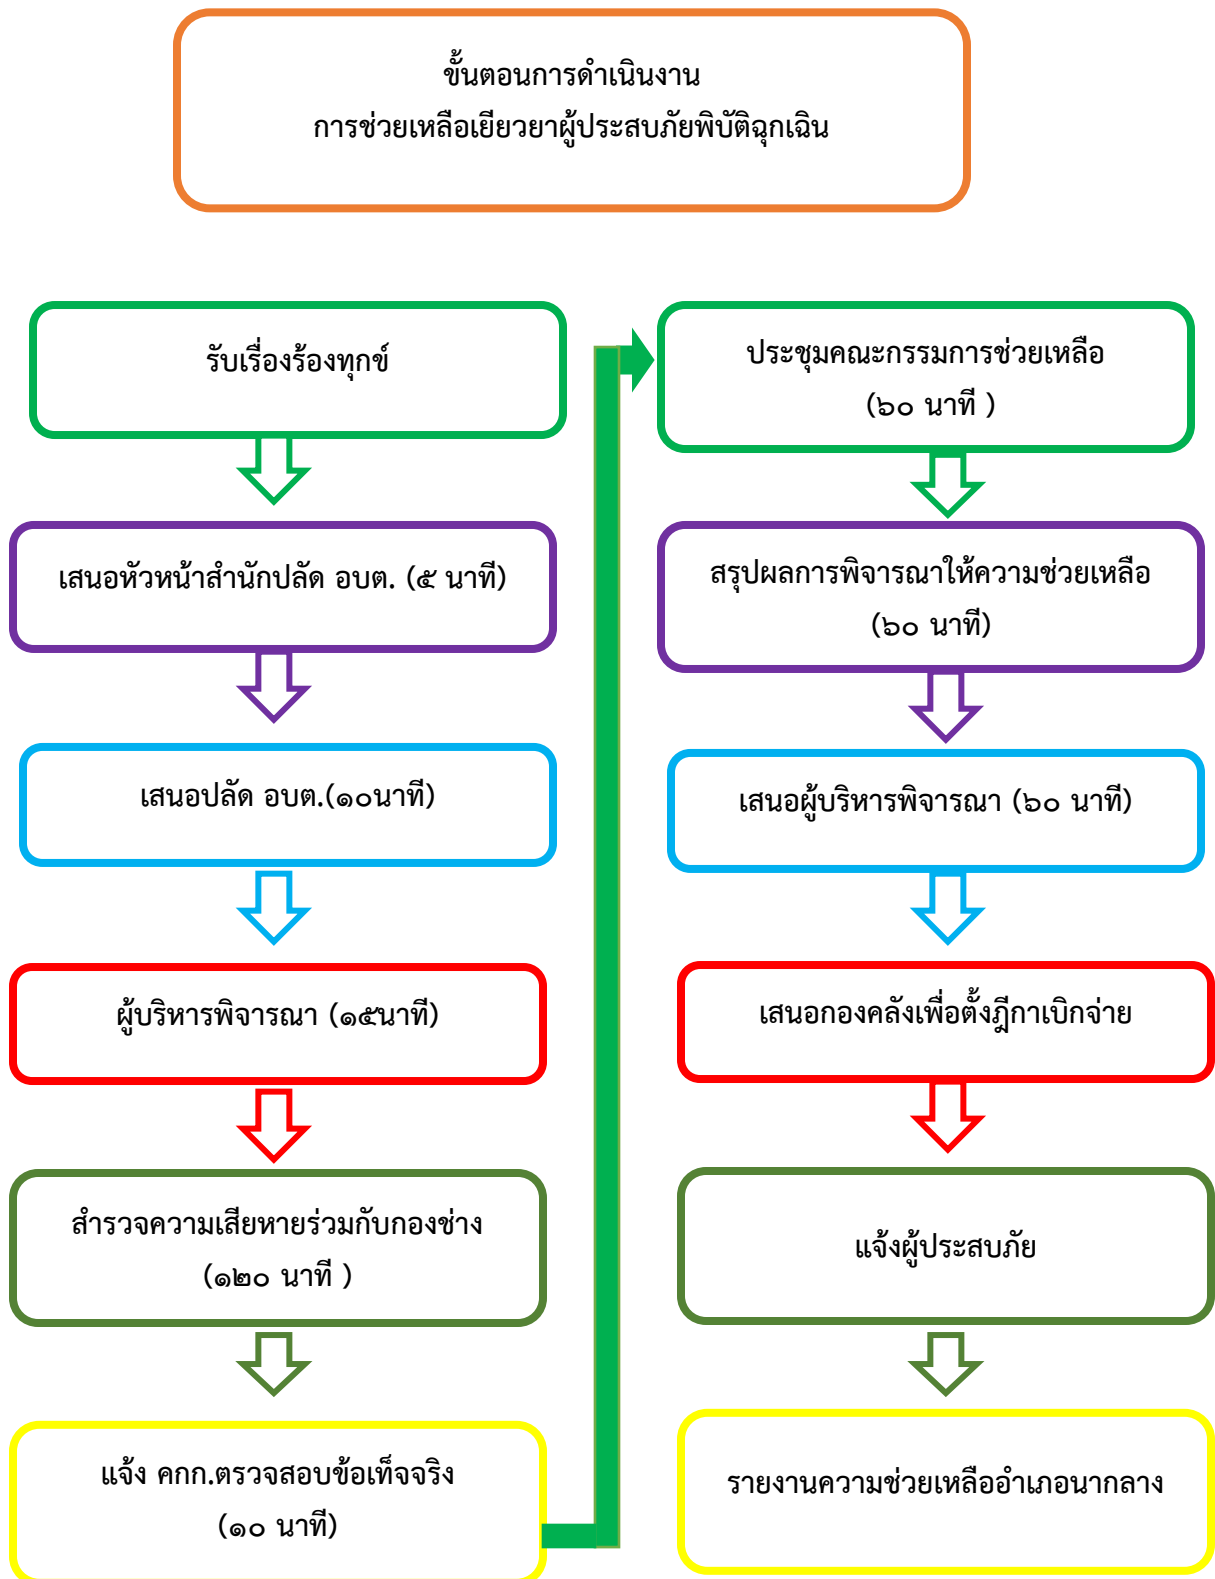 ขั้นตอนการดำเนินงาน
การช่วยเหลือเยียวยาผู้ประสบภัยพิบัติฉุกเฉิน
รับเรื่องร้องทุกข์
เสนอหัวหน้าสำนักปลัด อบต. (๕ นาที)
เสนอปลัด อบต.(๑๐นาที)
ผู้บริหารพิจารณา (๑๕นาที)
สำรวจความเสียหายร่วมกับกองช่าง
(๑๒๐ นาที )
แจ้ง คกก.ตรวจสอบข้อเท็จจริง
(๑๐ นาที)
ประชุมคณะกรรมการช่วยเหลือ
(๖๐ นาที )
สรุปผลการพิจารณาให้ความช่วยเหลือ
(๖๐ นาที)
เสนอผู้บริหารพิจารณา (๖๐ นาที)
เสนอกองคลังเพื่อตั้งฎีกาเบิกจ่าย
แจ้งผู้ประสบภัย
รายงานความช่วยเหลืออำเภอนากลาง